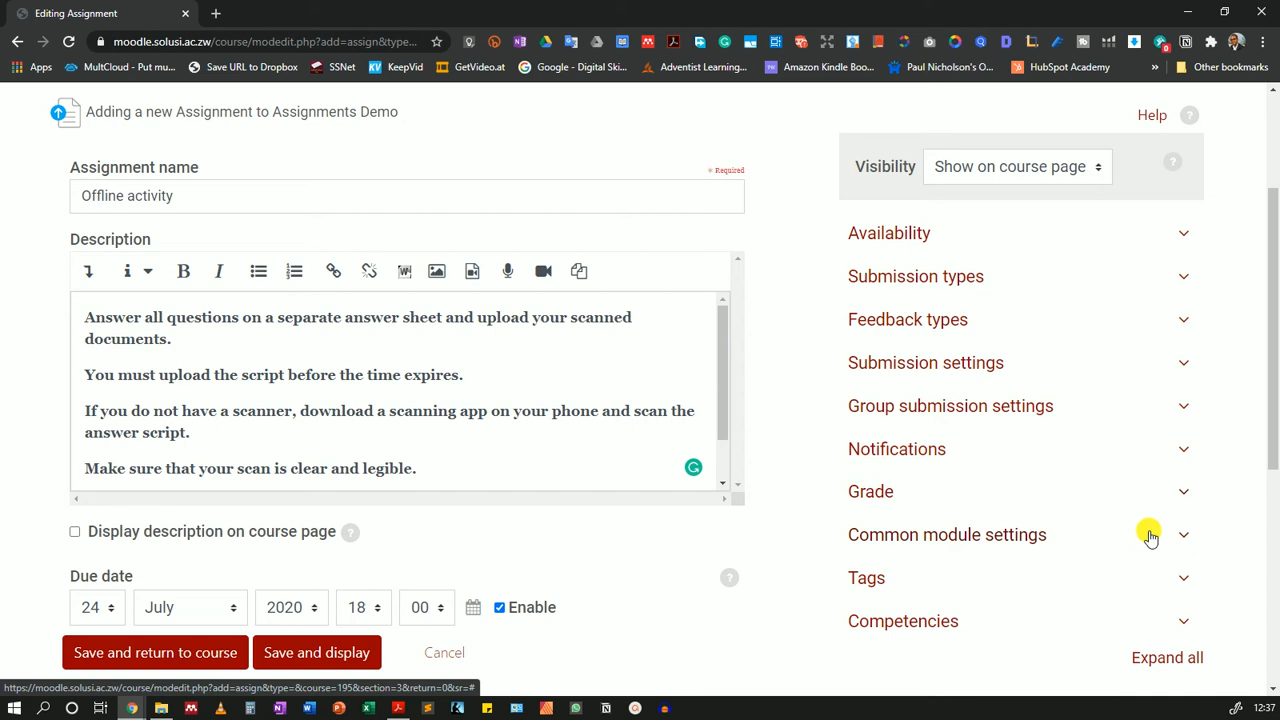 Editing Assignment
moodle.solusi.ac.zw/course/modedit.php?add=assign&type...
Apps
MultCloud - Put mu...
Save URL to Dropbox
SSNet
KeepVid
GetVideo.at
Google - Digital Ski...
Adventist Learning...
Amazon Kindle Boo...
Paul Nicholson's O...
HubSpot Academy
»
Other bookmarks
Adding a new Assignment to Assignments Demo
Help
Assignment name
Required
Offline activity
Visibility
Show on course page
Description
Answer all questions on a separate answer sheet and upload your scanned
documents.
You must upload the script before the time expires.
If you do not have a scanner, download a scanning app on your phone and scan the
answer script.
Make sure that your scan is clear and legible.
Availability
Submission types
Feedback types
Submission settings
Group submission settings
Notifications
Grade
Common module settings
Tags
Competencies
Expand all
Display description on course page
Due date
24 July 2020 18 00 Enable
Save and return to course
Save and display
Cancel
https://moodle.solusi.ac.zw/course/modedit.php?add=assign&type=&course=195&section=3&return=0&sr=#
12:37